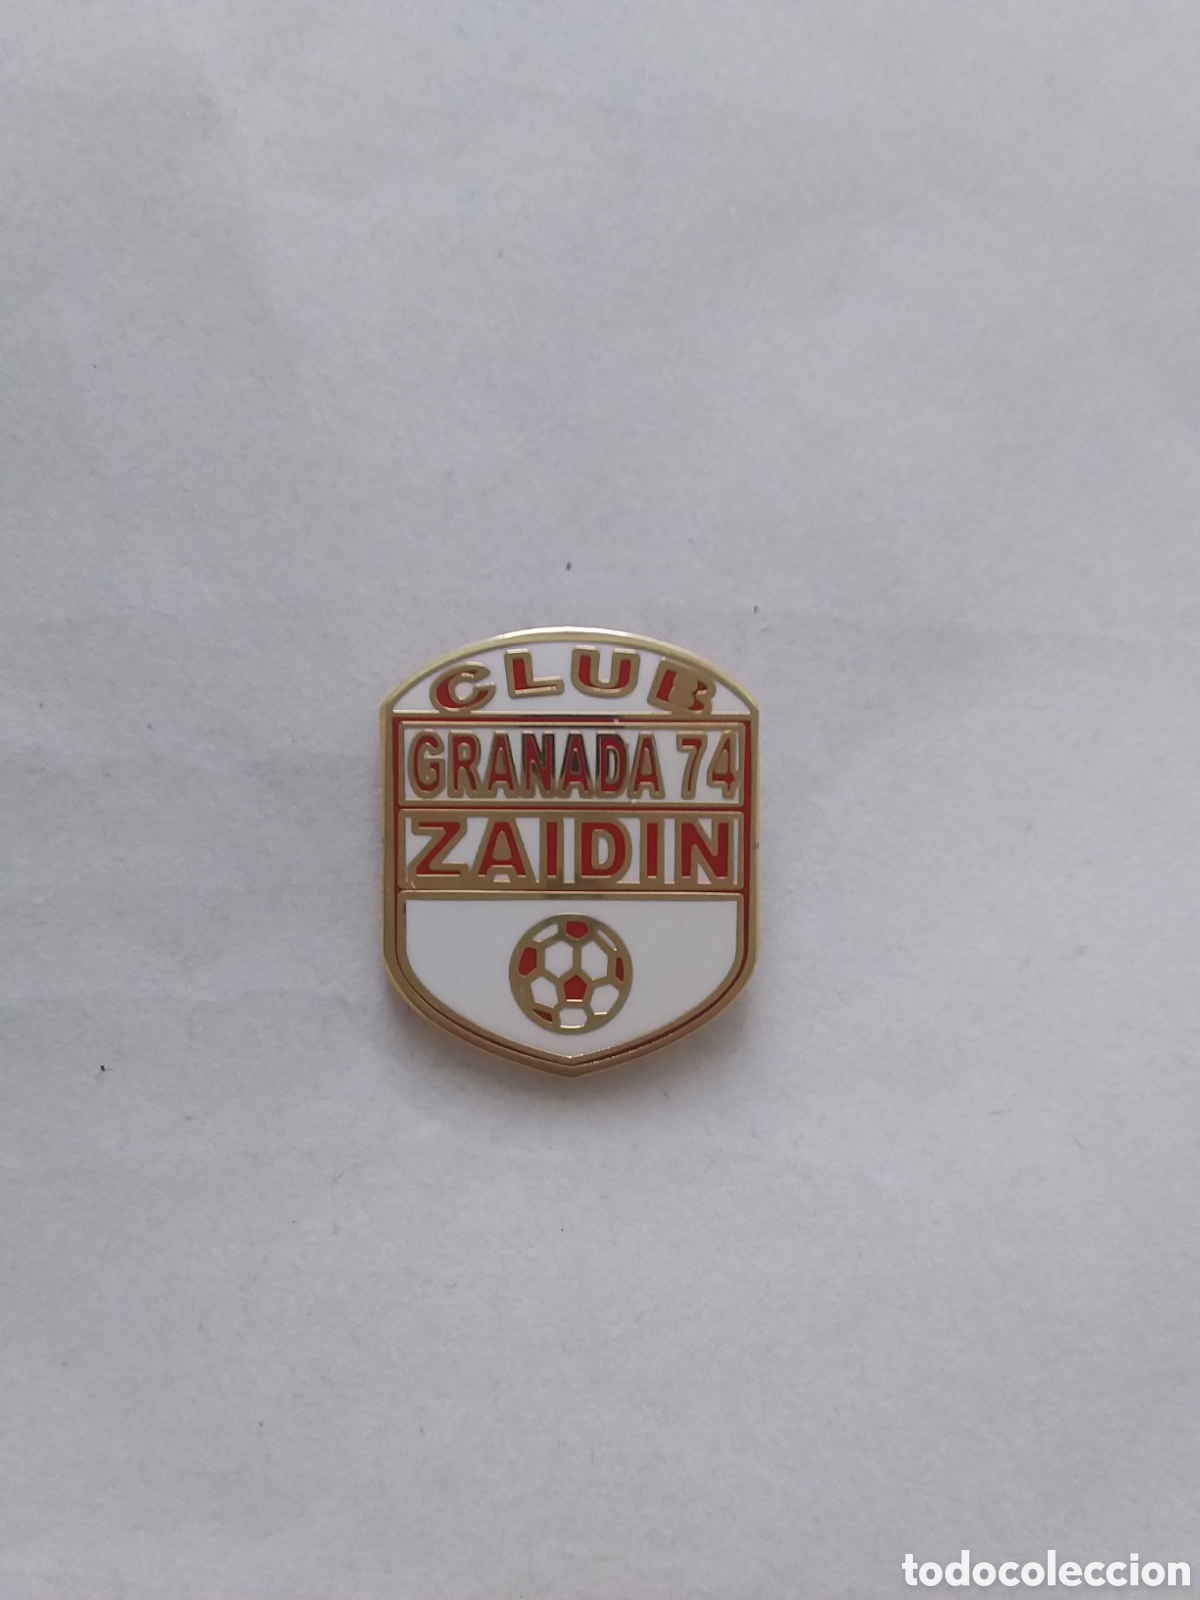 CLUB
GRANADA 74
ZAIDIN
todocoleccion